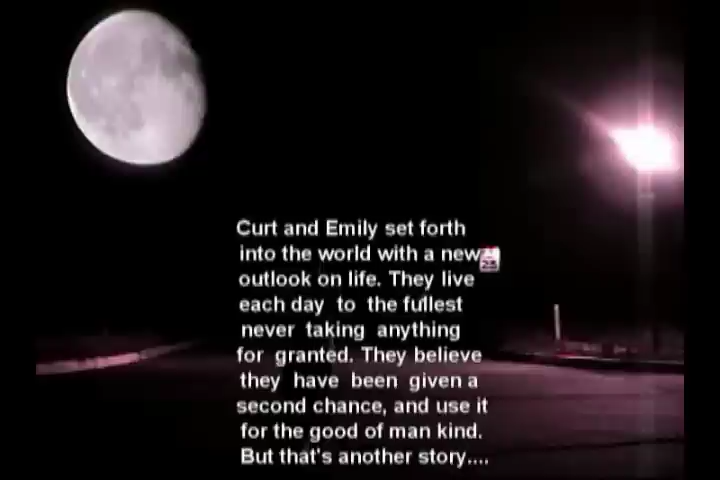 Curt and Emily set forth
into the world with a new
outlook on life. They live
each day to the fullest
never taking anything
for granted. They believe
they have been given a
second chance, and use it
for the good of man kind.
But that's another story....